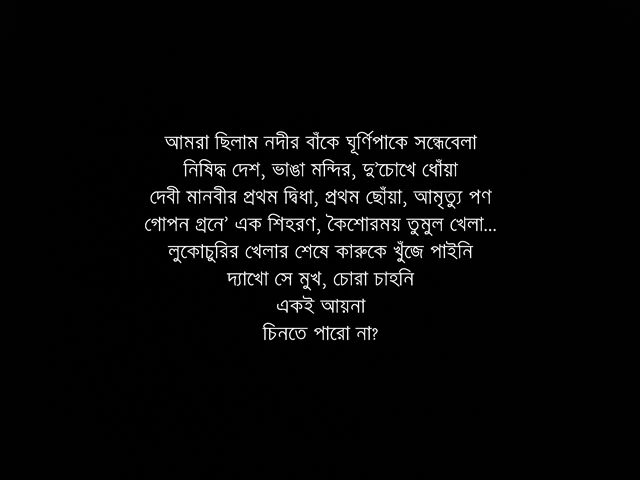 আমরা ছিলাম নদীর বাঁকে ঘূর্ণিপাকে সন্ধেবেলা
নিষিদ্ধ দেশ, ভাঙা মন্দির, দু’চোখে ধোঁয়া
দেবী মানবীর প্রথম দ্বিধা, প্রথম ছোঁয়া, আমৃত্যু পণ
গোপন গ্রনে’ এক শিহরণ, কৈশোরময় তুমুল খেলা...
লুকোচুরির খেলার শেষে কারুকে খুঁজে পাইনি
দ্যাখো সে মুখ, চোরা চাহনি
একই আয়না
চিনতে পারো না?